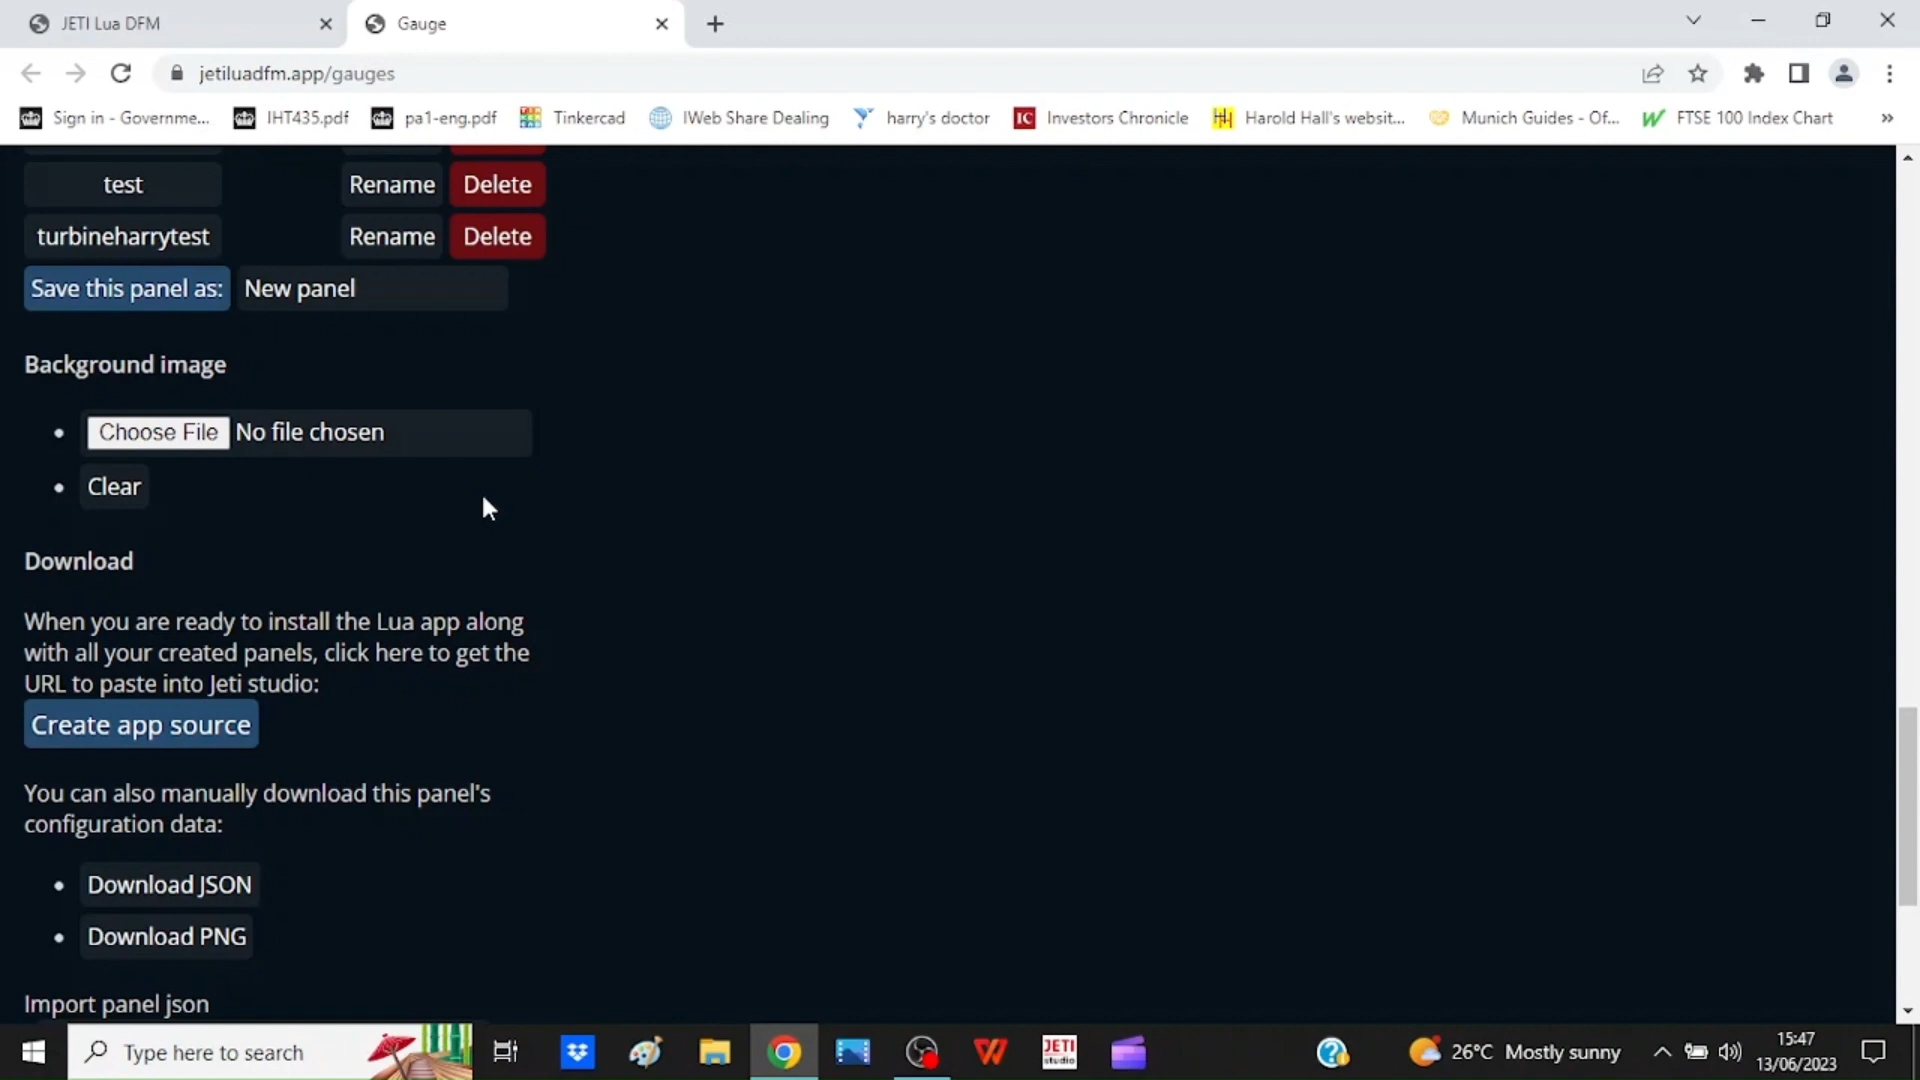 JETI Lua DFM
Gauge
jetiluadfm.app/gauges
Sign in - Governme...
IHT435.pdf
pa1-eng.pdf
Tinkercad
IWeb Share Dealing
harry's doctor
IC
Investors Chronicle
Harold Hall's websit...
Munich Guides - Of...
FTSE 100 Index Chart
»
test Rename Delete
turbineharrytest Rename Delete
Save this panel as: New panel
Background image
• Choose File No file chosen
• Clear
Download
When you are ready to install the Lua app along
with all your created panels, click here to get the
URL to paste into Jeti studio:
Create app source
You can also manually download this panel's
configuration data:
• Download JSON
• Download PNG
Import panel json
Type here to search
JETI
studio
26°C Mostly sunny
15:47
13/06/2023